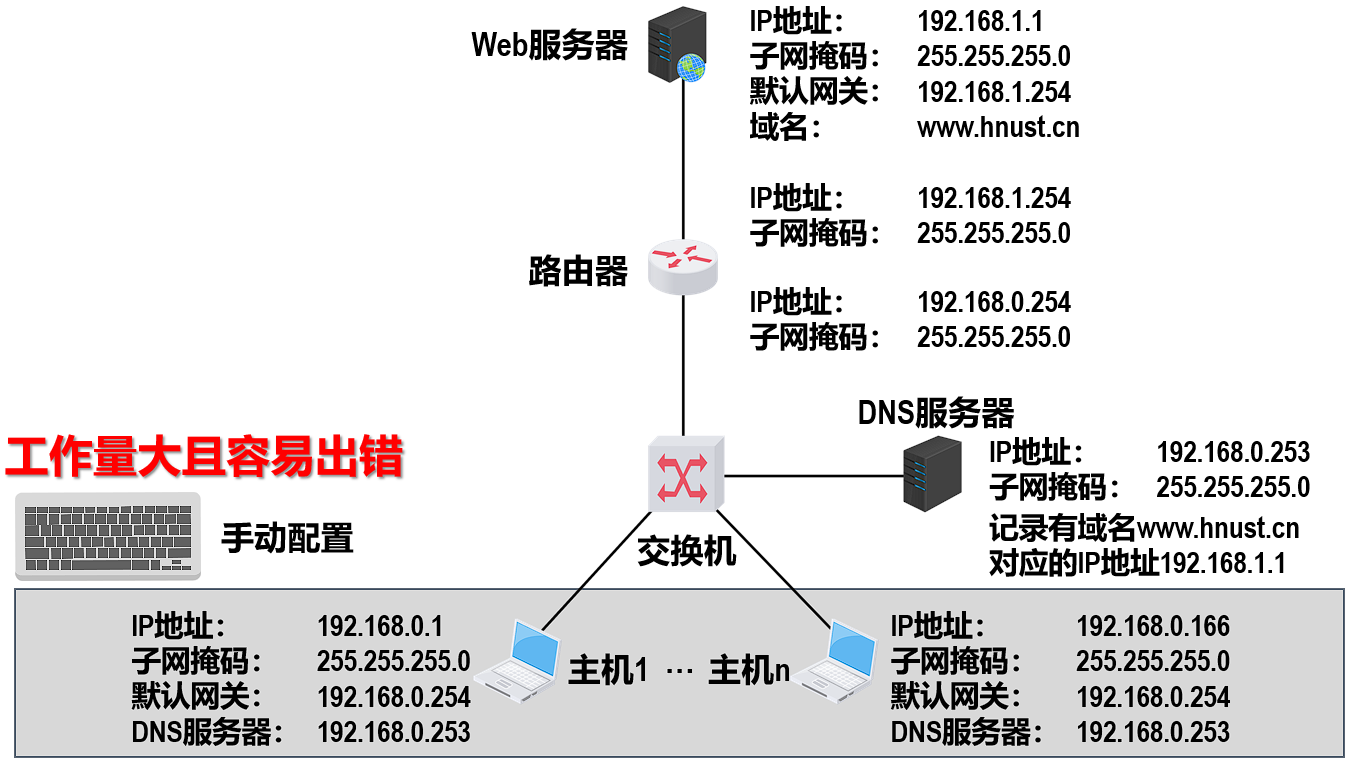 Web服务器
IP地址： 192.168.1.1
子网掩码： 255.255.255.0
默认网关： 192.168.1.254
域名： www.hnust.cn
IP地址： 192.168.1.254
子网掩码： 255.255.255.0
路由器
IP地址： 192.168.0.254
子网掩码： 255.255.255.0
DNS服务器
IP地址： 192.168.0.253
子网掩码： 255.255.255.0
记录有域名www.hnust.cn
对应的IP地址192.168.1.1
工作量大且容易出错
手动配置
交换机
IP地址： 192.168.0.1
子网掩码： 255.255.255.0
默认网关： 192.168.0.254
DNS服务器： 192.168.0.253
主机1 … 主机n
IP地址： 192.168.0.166
子网掩码： 255.255.255.0
默认网关： 192.168.0.254
DNS服务器： 192.168.0.253